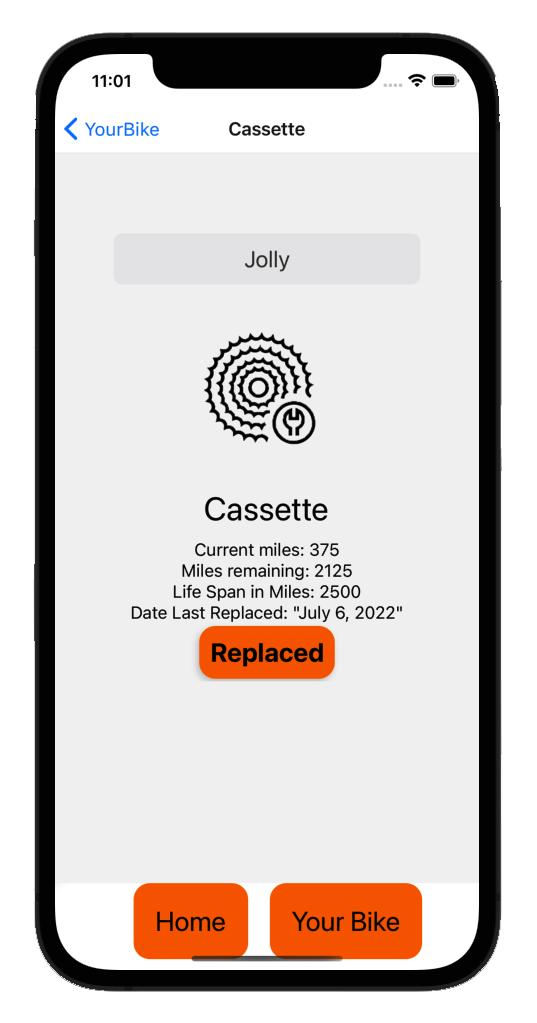 11:01
YourBike Cassette
Jolly
Cassette
Current miles: 375
Miles remaining: 2125
Life Span in Miles: 2500
Date Last Replaced: "July 6, 2022"
Replaced
Home Your Bike